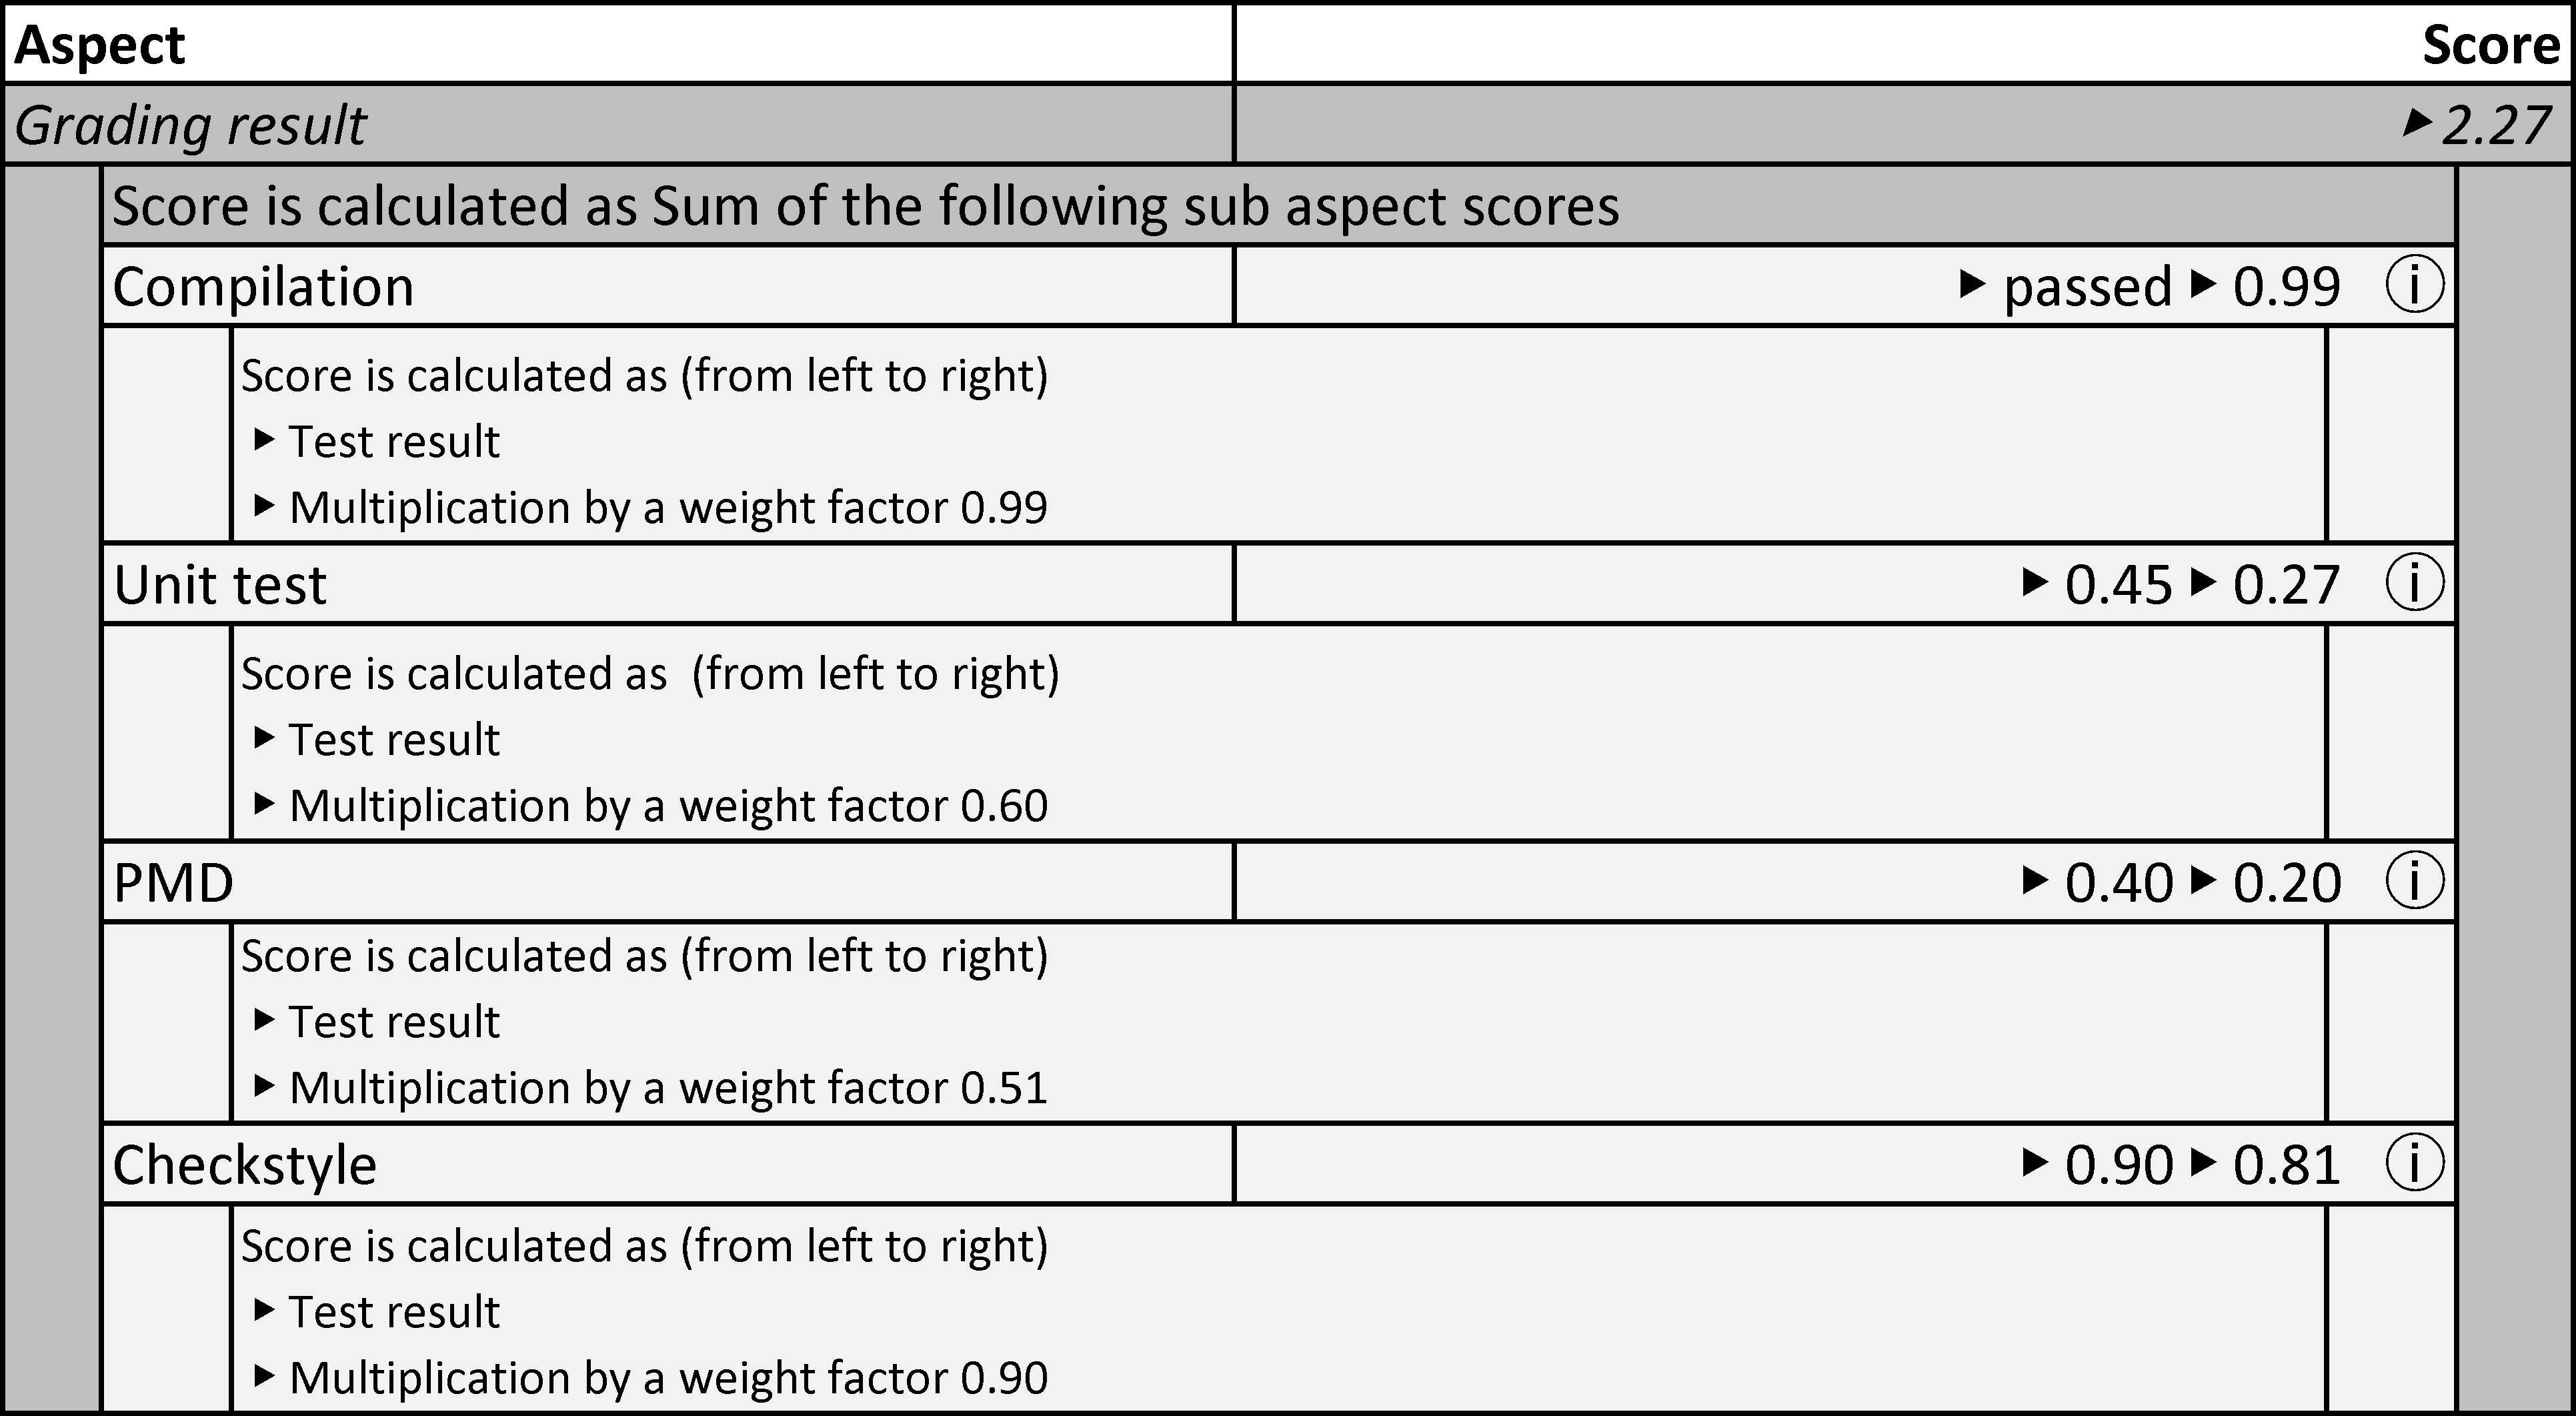 Aspect Score
Grading result ▶ 2.27
Score is calculated as Sum of the following sub aspect scores
Compilation ▶ passed ▶ 0.99 i
Score is calculated as (from left to right)
▶ Test result
▶ Multiplication by a weight factor 0.99
Unit test ▶ 0.45 ▶ 0.27 i
Score is calculated as (from left to right)
▶ Test result
▶ Multiplication by a weight factor 0.60
PMD ▶ 0.40 ▶ 0.20 i
Score is calculated as (from left to right)
▶ Test result
▶ Multiplication by a weight factor 0.51
Checkstyle ▶ 0.90 ▶ 0.81 i
Score is calculated as (from left to right)
▶ Test result
▶ Multiplication by a weight factor 0.90